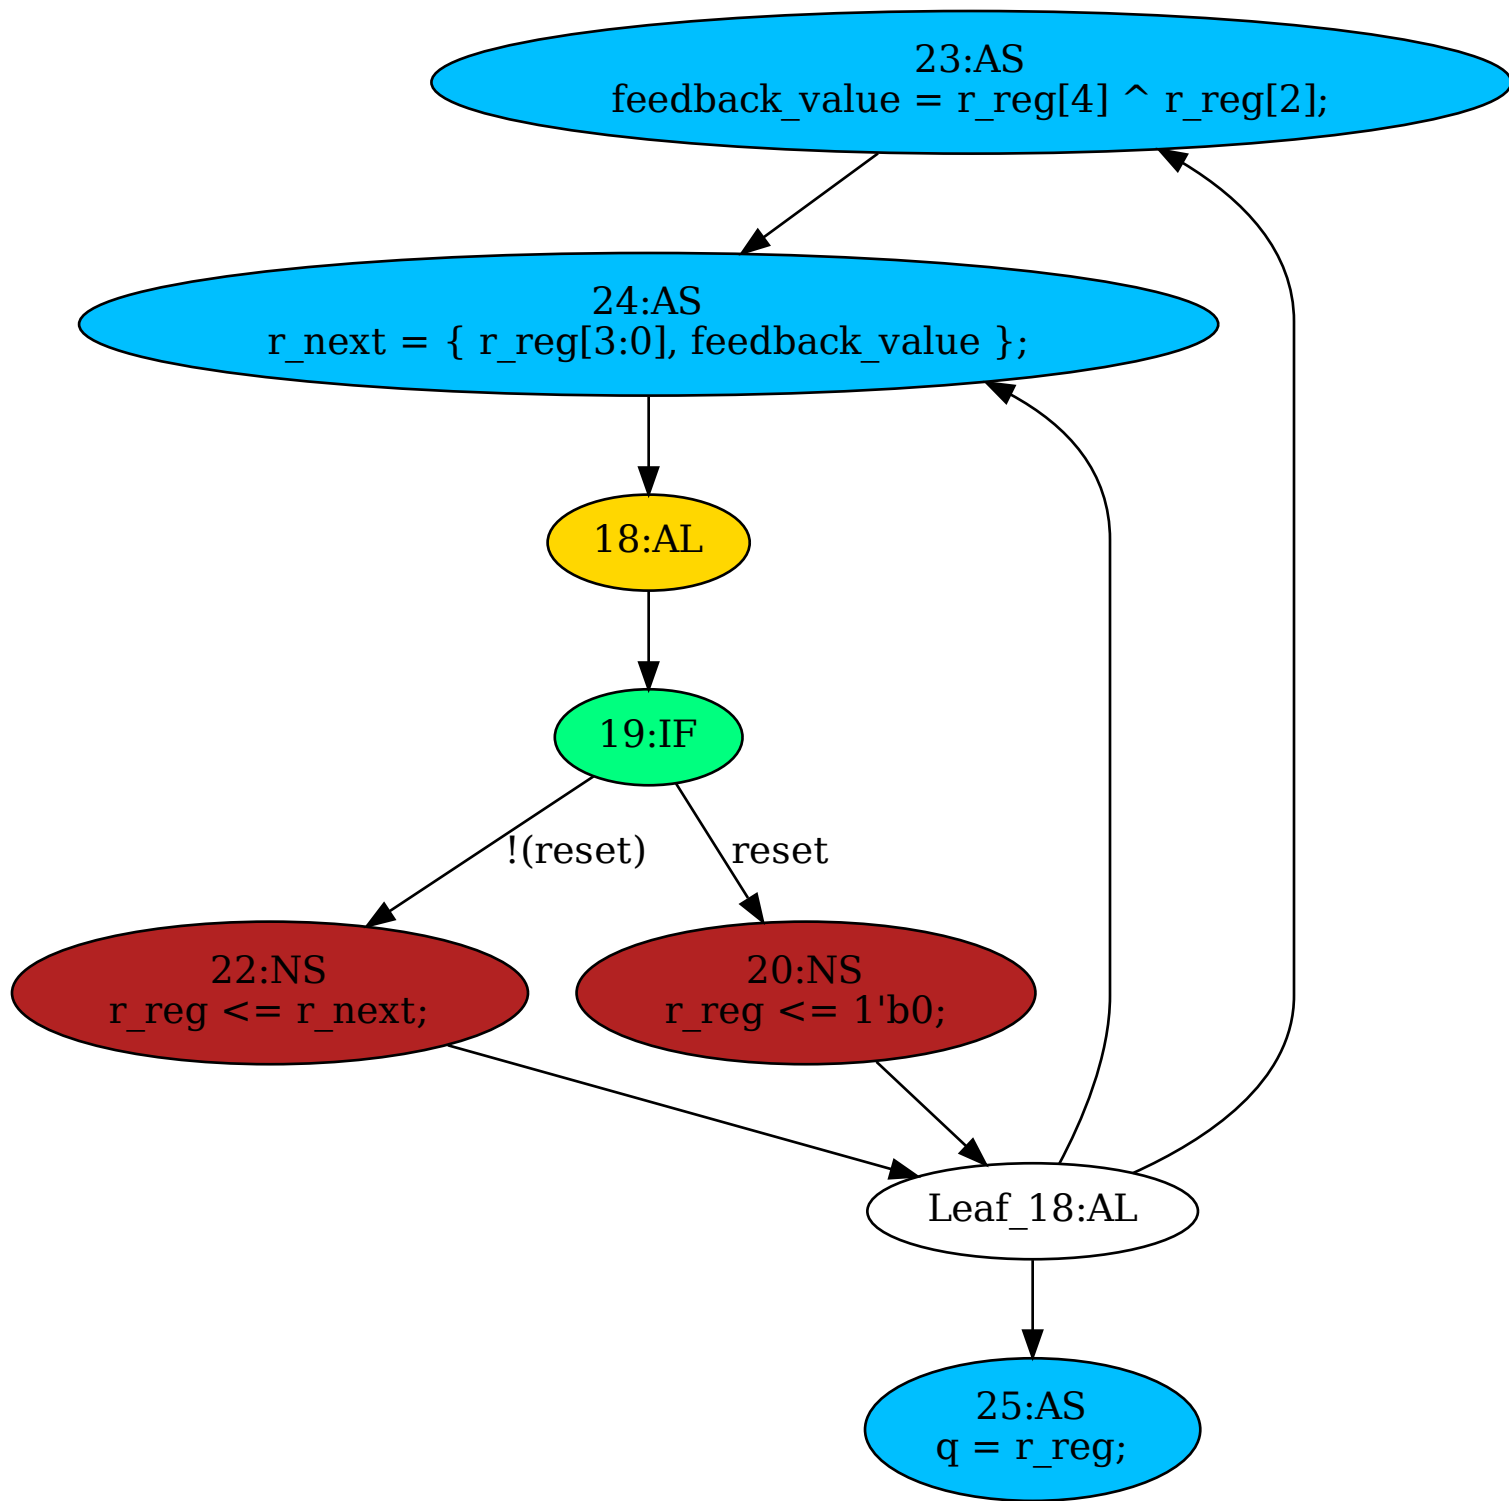 23:AS
feedback_value = r_reg[4] ^ r_reg[2];
24:AS
r_next = { r_reg[3:0], feedback_value };
18:AL
19:IF
!(reset)
reset
22:NS
r_reg <= r_next;
20:NS
r_reg <= 1'b0;
Leaf_18:AL
25:AS
q = r_reg;